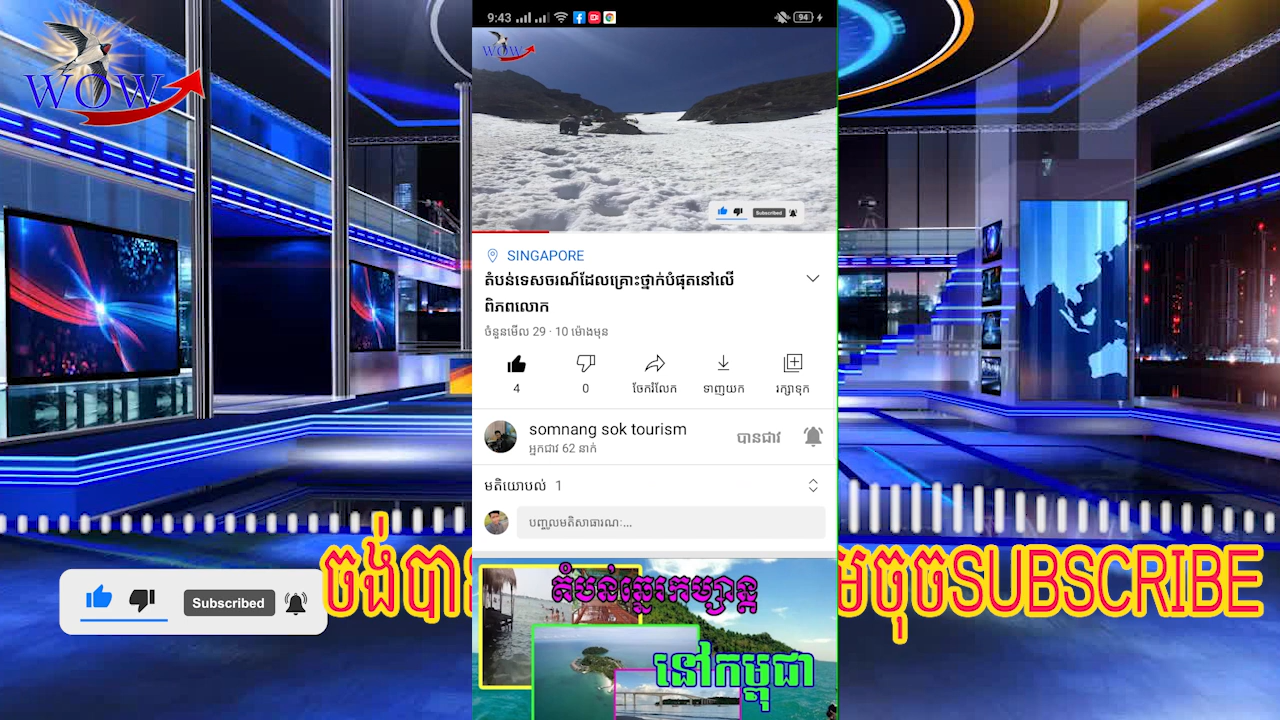 WOW
9:43
94
WOW
Subscribed
SINGAPORE
តំបន់ទេសចរណ៍ដែលគ្រោះថ្នាក់បំផុតនៅលើ
ពិភពលោក
ចំនួនមើល 29 · 10 ម៉ោងមុន
4
0
ចែករំលែក
ទាញយក
រក្សាទុក
somnang sok tourism
អ្នកជាវ 62 នាក់
បានជាវ
មតិយោបល់ 1
បញ្ចូលមតិសាធារណៈ...
ចង់បាន
មចុចSUBSCRIBE
Subscribed
តំបន់ឆ្នេរកម្សាន្ត
នៅកម្ពុជា